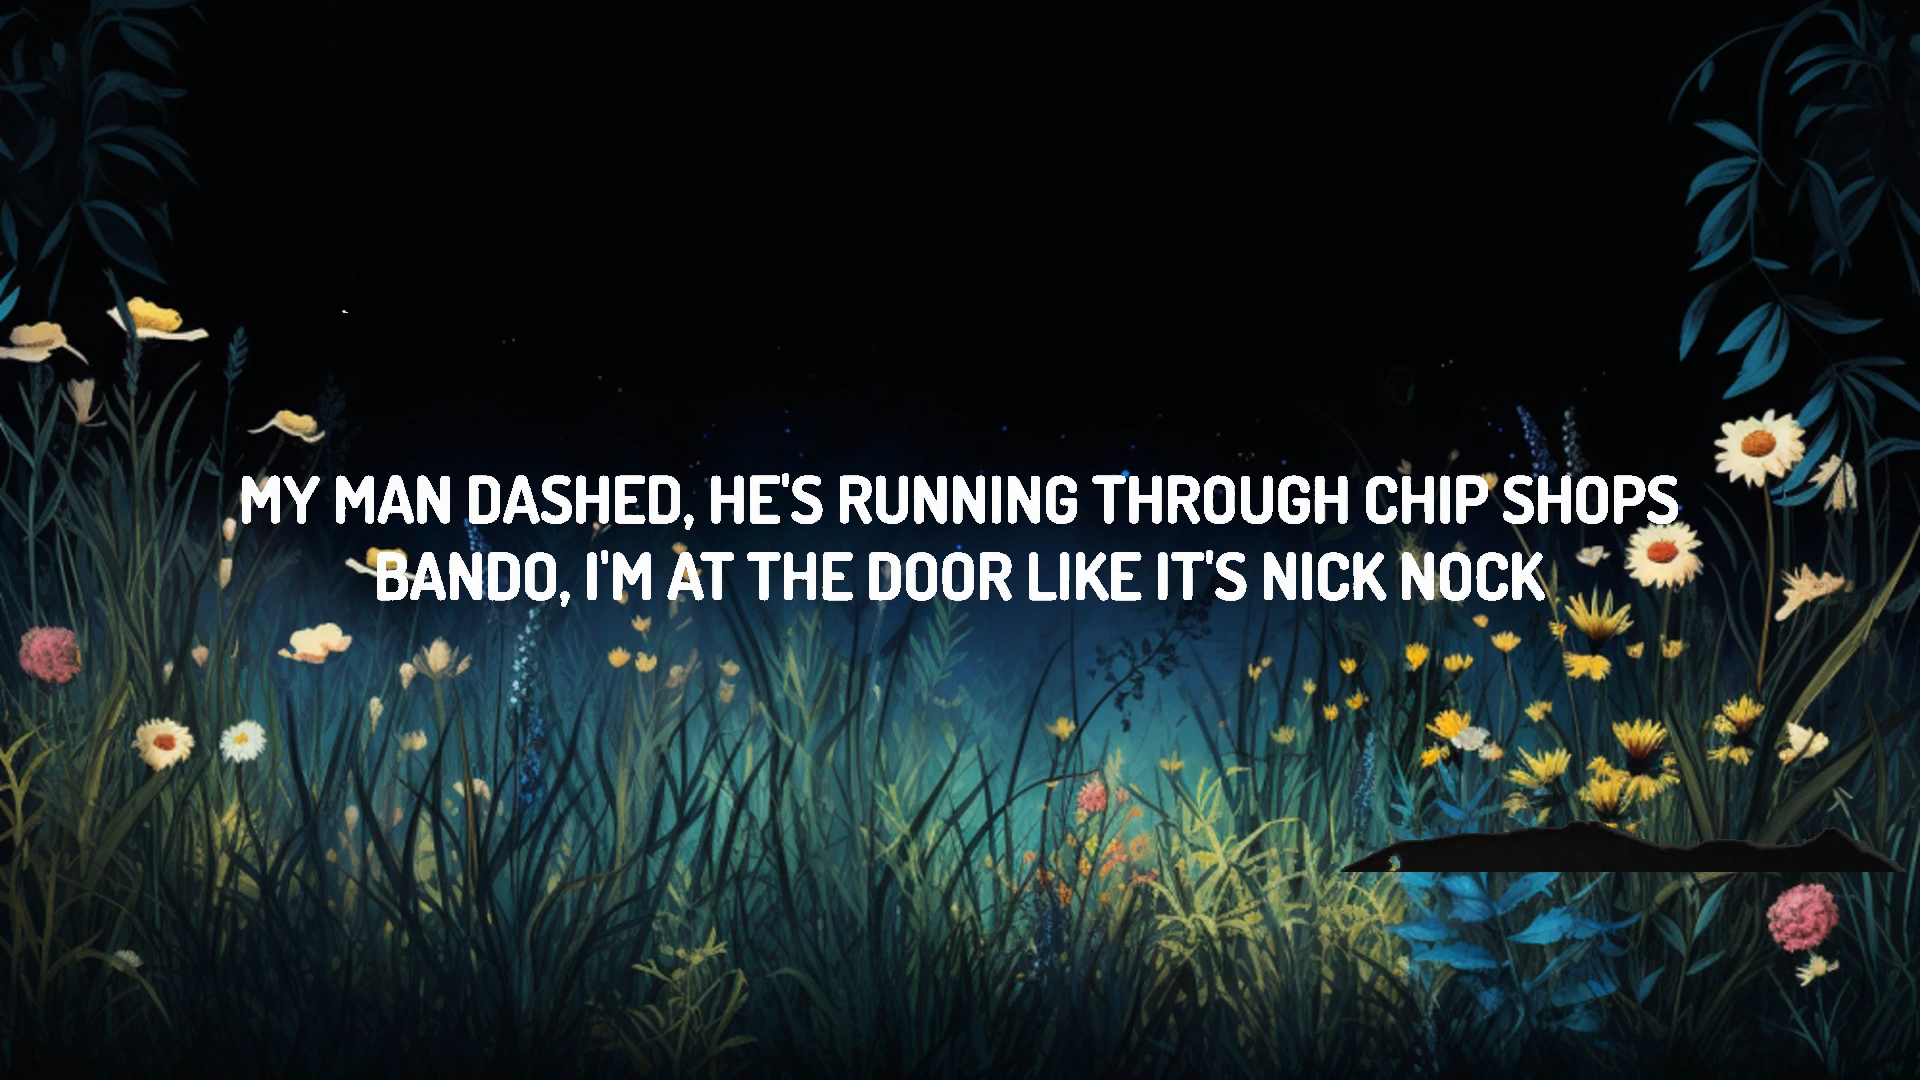 MY MAN DASHED, HE'S RUNNING THROUGH CHIP SHOPS
BANDO, I'M AT THE DOOR LIKE IT'S NICK NOCK